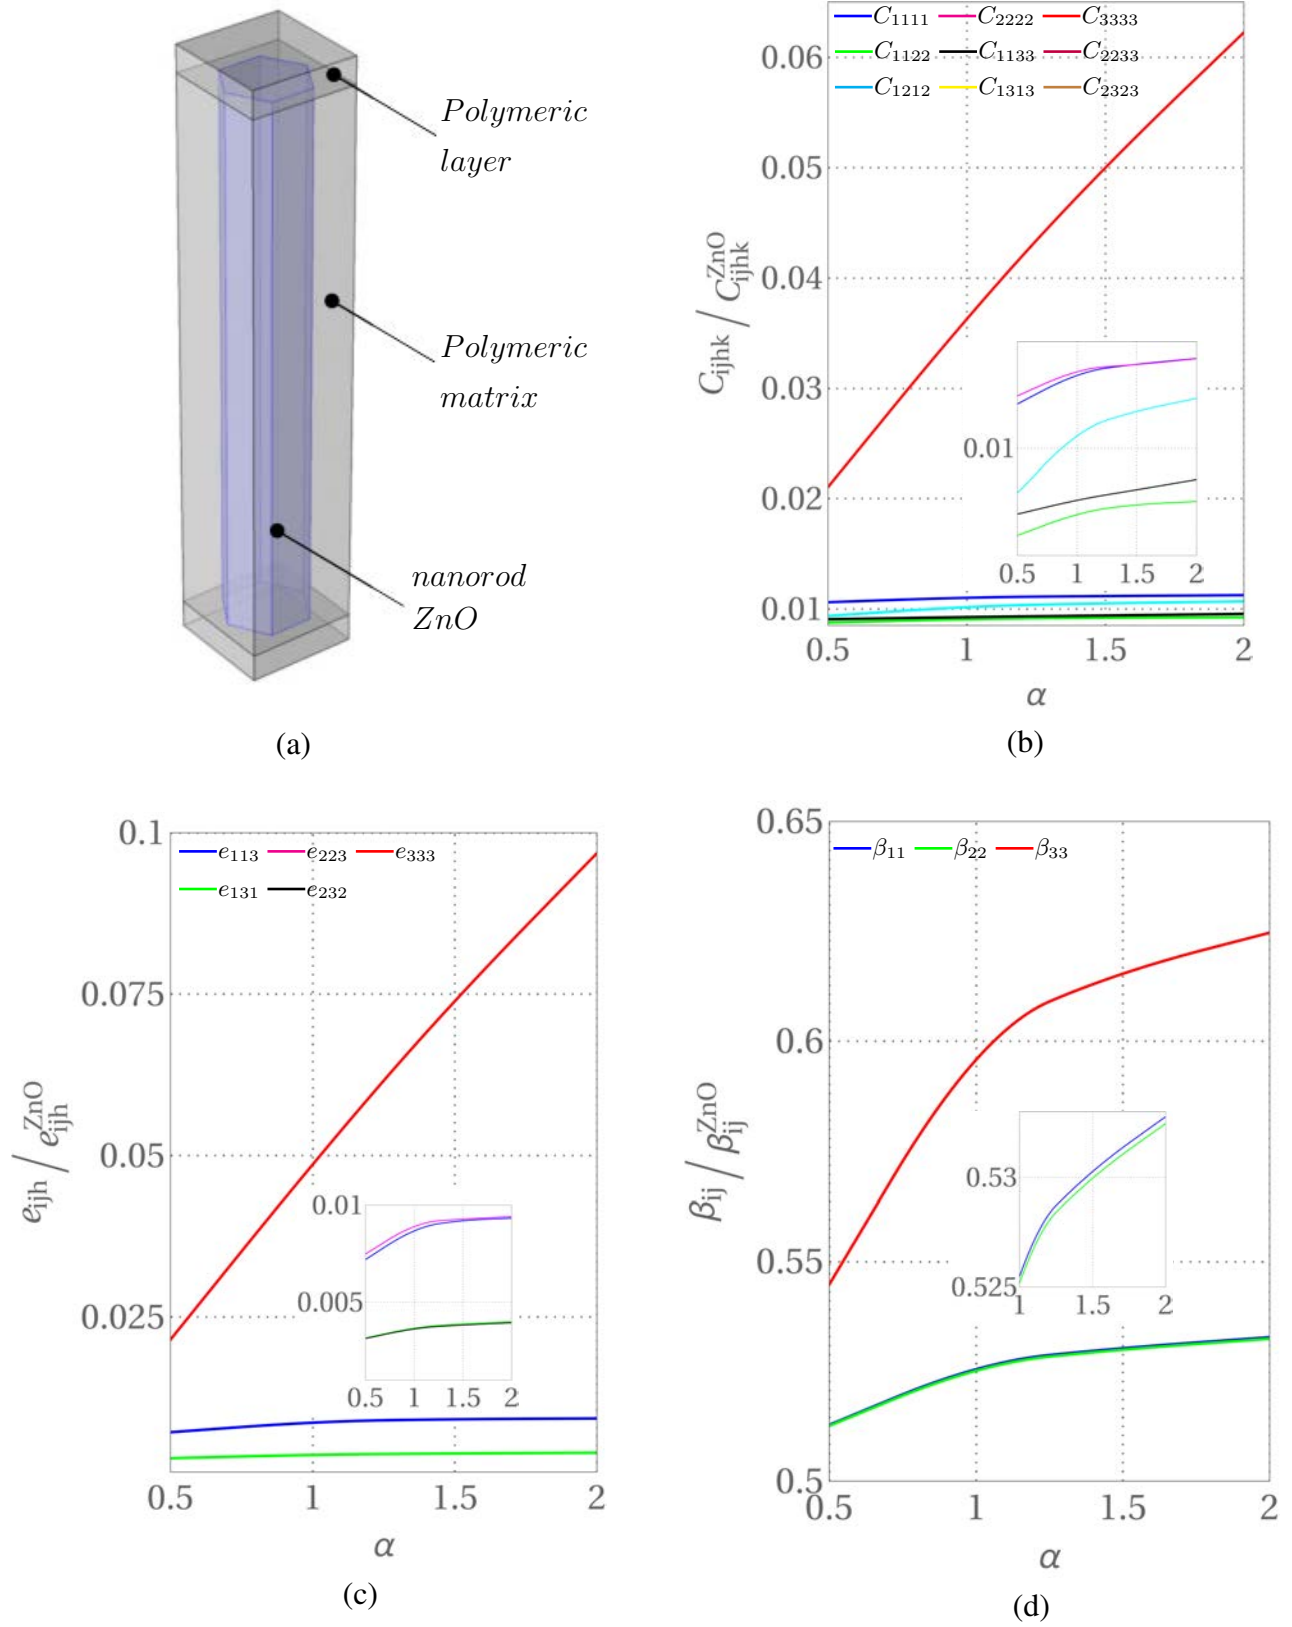 Polymeric
layer
Polymeric
matrix
nanorod
ZnO
(a)
C1111 C2222 C3333
C1122 C1133 C2233
C1212 C1313 C2323
Cijhk / CijhkZnO
0.06
0.05
0.04
0.03
0.02
0.01
0.01
0.5 1 1.5 2
0.5 1 1.5 2
α
(b)
e113 e223 e333
e131 e232
eijh / eijhZnO
0.1
0.075
0.05
0.025
0.01
0.005
0.5 1 1.5 2
0.5 1 1.5 2
α
(c)
β11 β22 β33
βij / βijZnO
0.65
0.6
0.55
0.5
0.53
0.525
1 1.5 2
0.5 1 1.5 2
α
(d)